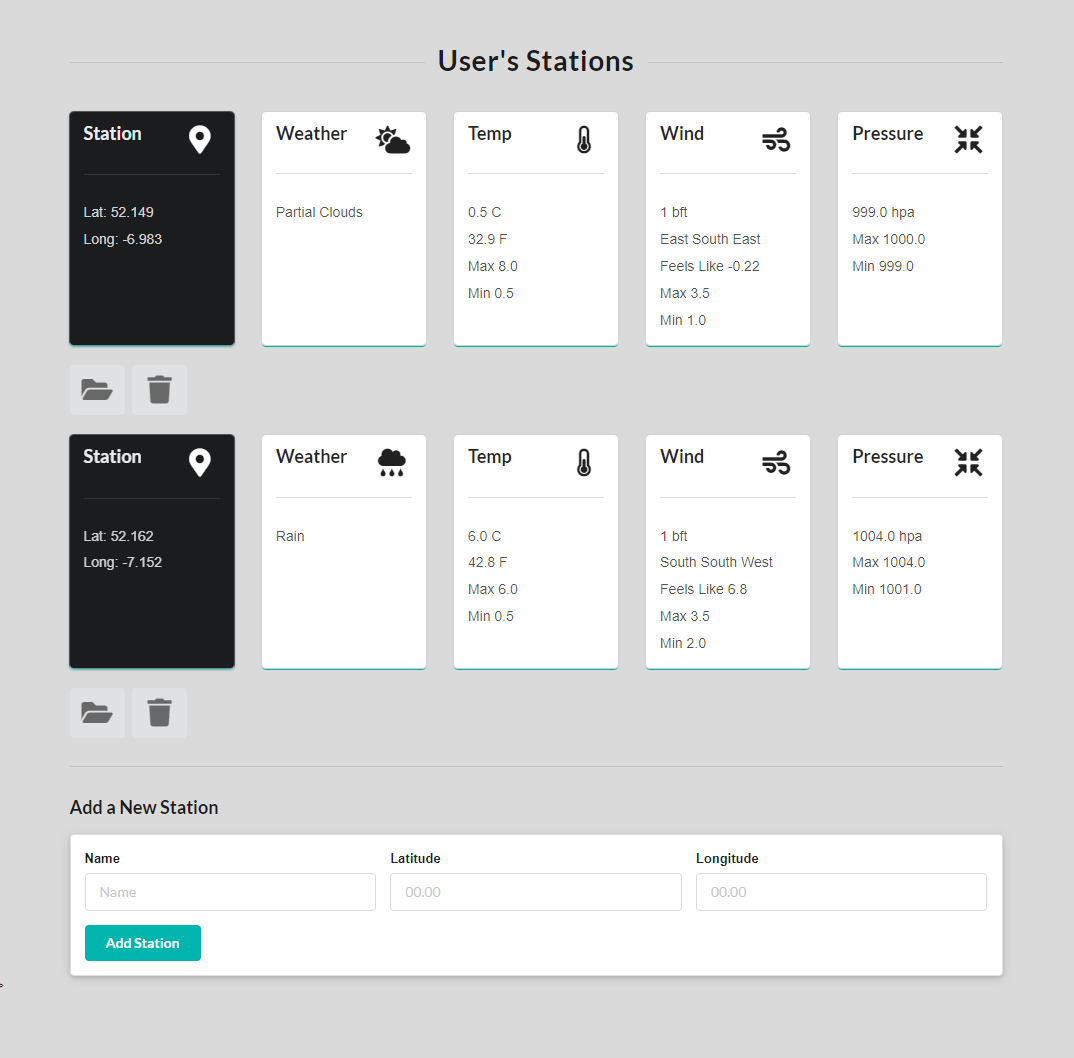 User's Stations
Station
Lat: 52.149
Long: -6.983
Weather
Partial Clouds
Temp
0.5 C
32.9 F
Max 8.0
Min 0.5
Wind
1 bft
East South East
Feels Like -0.22
Max 3.5
Min 1.0
Pressure
999.0 hpa
Max 1000.0
Min 999.0
Station
Lat: 52.162
Long: -7.152
Weather
Rain
Temp
6.0 C
42.8 F
Max 6.0
Min 0.5
Wind
1 bft
South South West
Feels Like 6.8
Max 3.5
Min 2.0
Pressure
1004.0 hpa
Max 1004.0
Min 1001.0
Add a New Station
Name
Name
Latitude
00.00
Longitude
00.00
Add Station